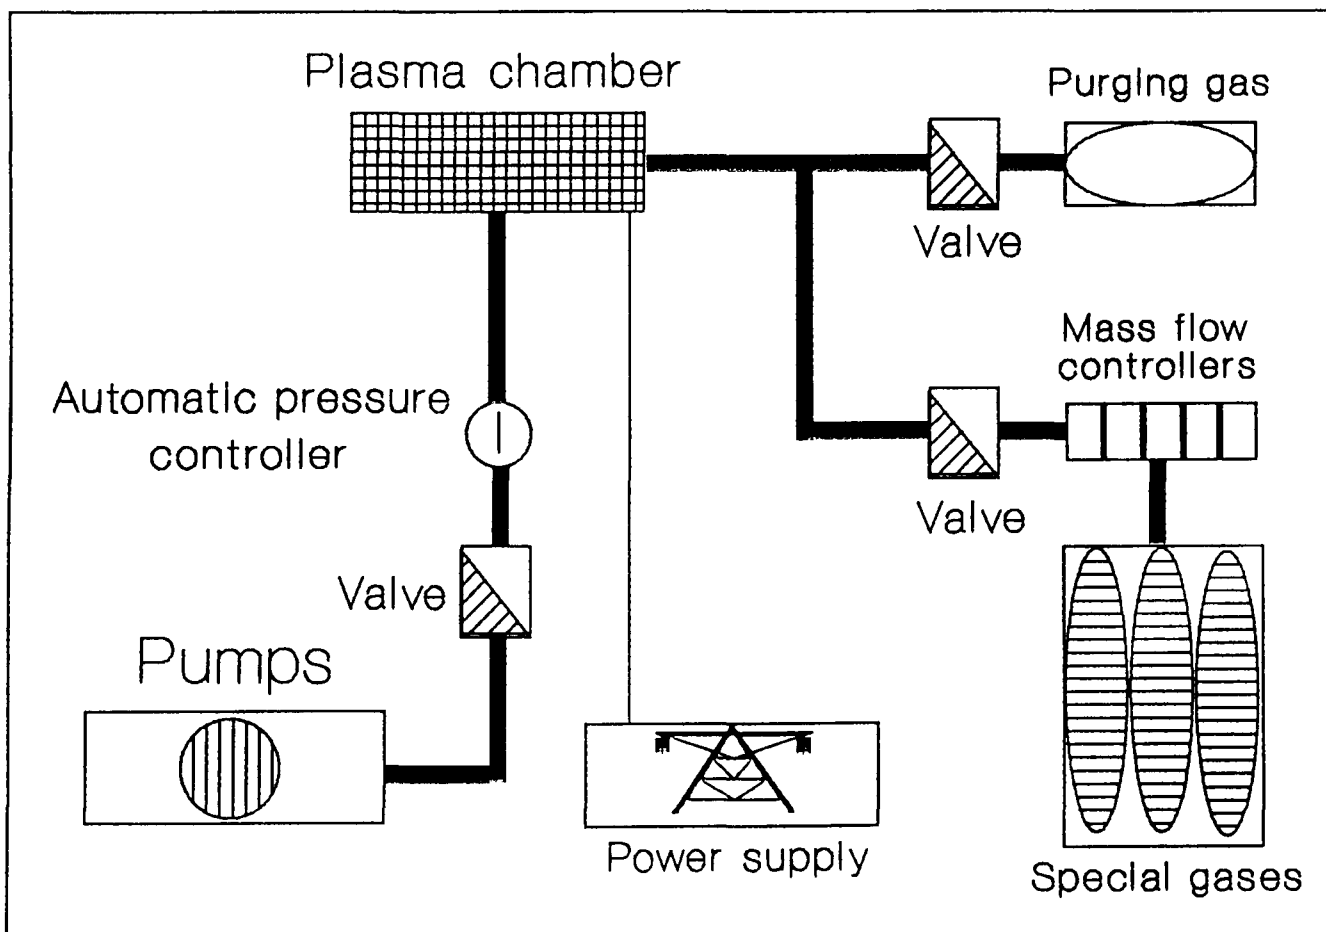 Plasma chamber
Purging gas
Valve
Mass flow
controllers
Automatic pressure
controller
Valve
Valve
Pumps
Power supply
Special gases